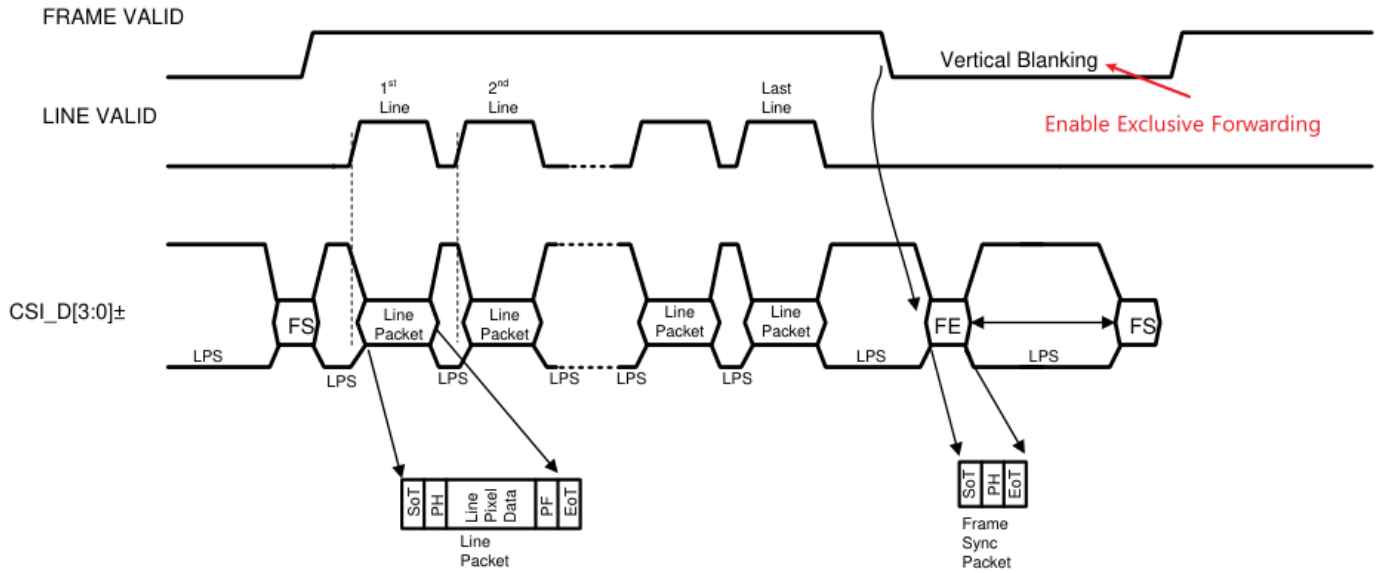 FRAME VALID
Vertical Blanking
Enable Exclusive Forwarding
LINE VALID
1st
Line
2nd
Line
Last
Line
CSI_D[3:0]±
LPS
FS
LPS
Line
Packet
LPS
Line
Packet
LPS
LPS
Line
Packet
LPS
Line
Packet
LPS
FE
LPS
FS
SoT
PH
Line
Pixel
Data
PF
EoT
Line
Packet
SoT
PH
EoT
Frame
Sync
Packet